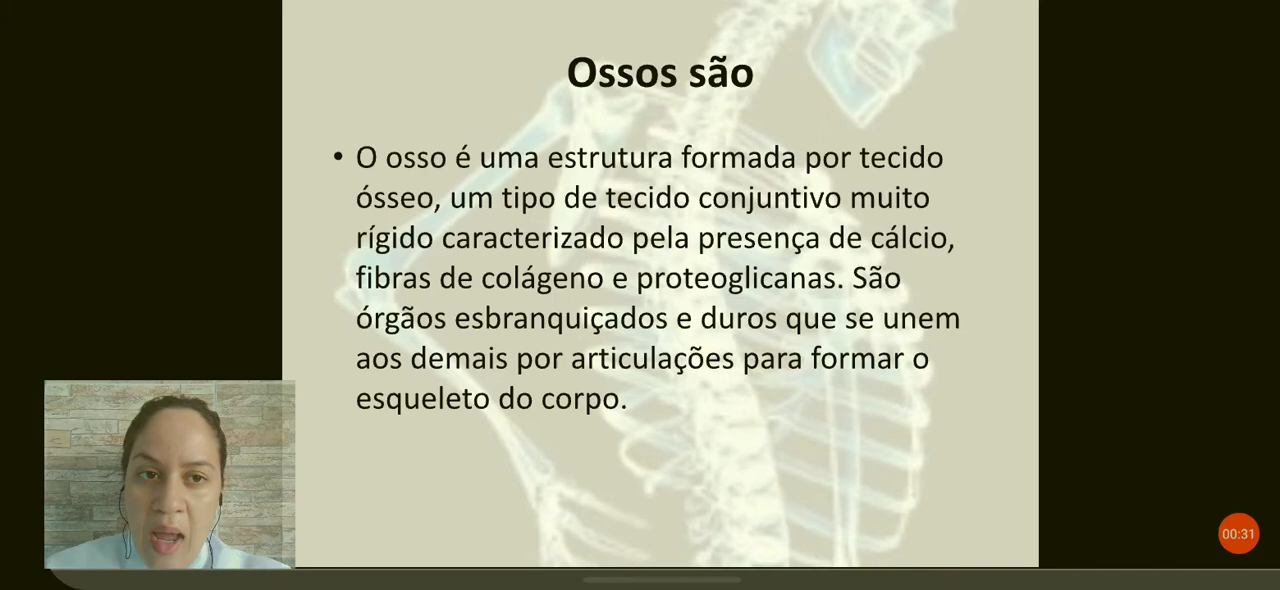 Ossos são
• O osso é uma estrutura formada por tecido
ósseo, um tipo de tecido conjuntivo muito
rígido caracterizado pela presença de cálcio,
fibras de colágeno e proteoglicanas. São
órgãos esbranquiçados e duros que se unem
aos demais por articulações para formar o
esqueleto do corpo.
00:31